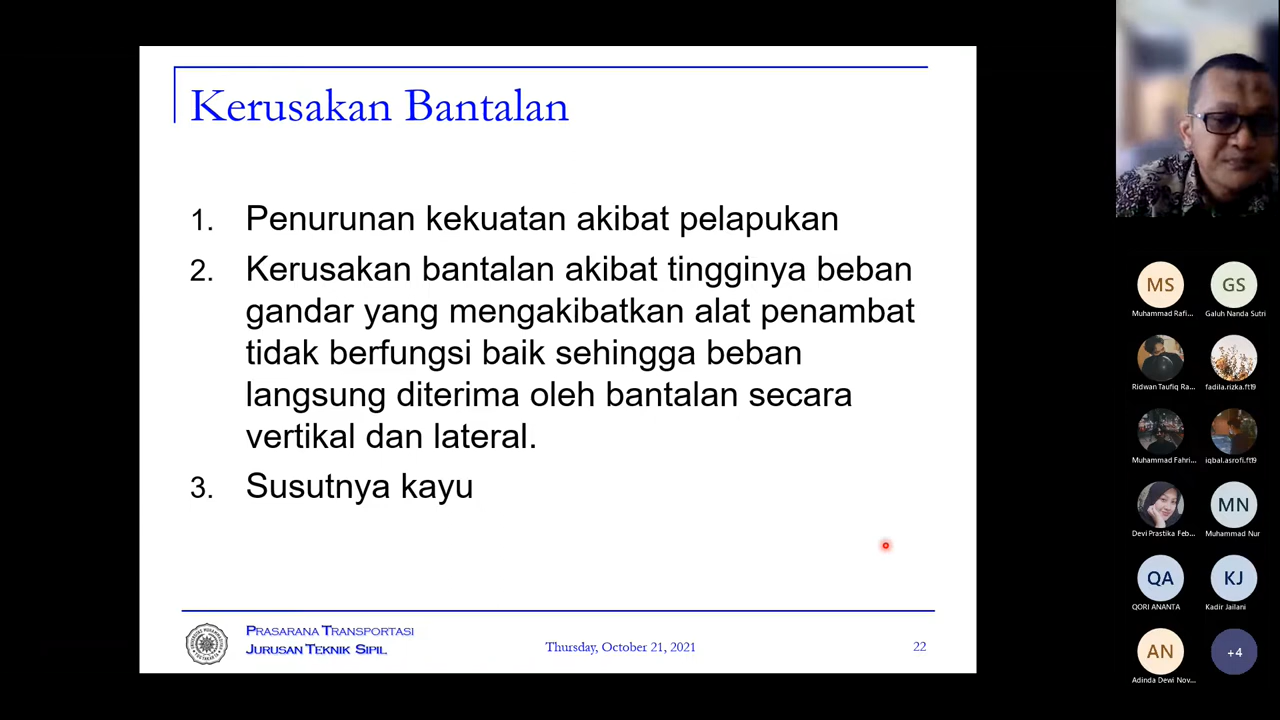 Kerusakan Bantalan
1. Penurunan kekuatan akibat pelapukan
2. Kerusakan bantalan akibat tingginya beban
gandar yang mengakibatkan alat penambat
tidak berfungsi baik sehingga beban
langsung diterima oleh bantalan secara
vertikal dan lateral.
3. Susutnya kayu
PRASARANA TRANSPORTASI
JURUSAN TEKNIK SIPIL
Thursday, October 21, 2021
22
MS
Muhammad Rafi...
GS
Galuh Nanda Sutri
Ridwan Taufiq Ra...
fadila.rizka.ft19
Muhammad Fahri...
iqbal.asrofi.ft19
Devi Prastika Feb...
MN
Muhammad Nur
QA
QORI ANANTA
KJ
Kadir Jailani
AN
Adinda Dewi Nov...
+4